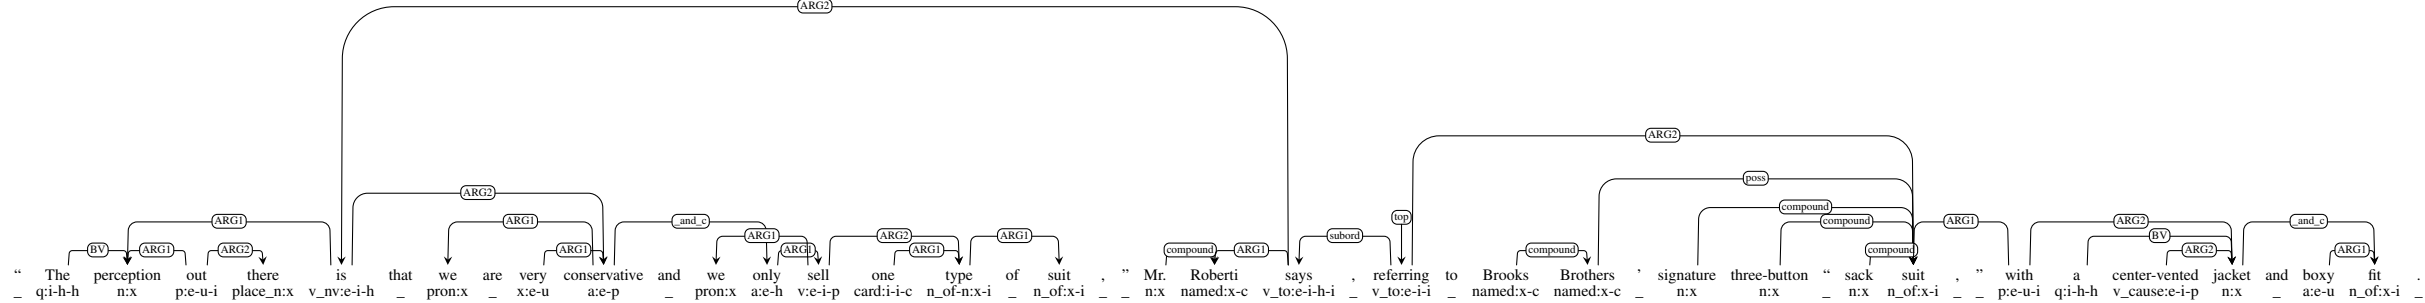 ARG2
ARG2
poss
ARG2 compound
ARG1 ARG1 _and_c top compound ARG1 ARG2 _and_c
ARG1 ARG2 ARG1 subord BV
BV ARG1 ARG2 ARG1 ARG1 ARG1 compound ARG1 compound compound ARG2 ARG1
“ The perception out there is that we are very conservative and we only sell one type of suit , ” Mr. Roberti says , referring to Brooks Brothers ’ signature three-button “ sack suit , ” with a center-vented jacket and boxy fit .
_ q:i-h-h n:x p:e-u-i place_n:x v_nv:e-i-h _ pron:x _ x:e-u a:e-p _ pron:x a:e-h v:e-i-p card:i-i-c n_of-n:x-i _ n_of:x-i _ _ n:x named:x-c v_to:e-i-h-i _ v_to:e-i-i _ named:x-c named:x-c _ n:x n:x _ n:x n_of:x-i _ _ p:e-u-i q:i-h-h v_cause:e-i-p n:x _ a:e-u n_of:x-i _